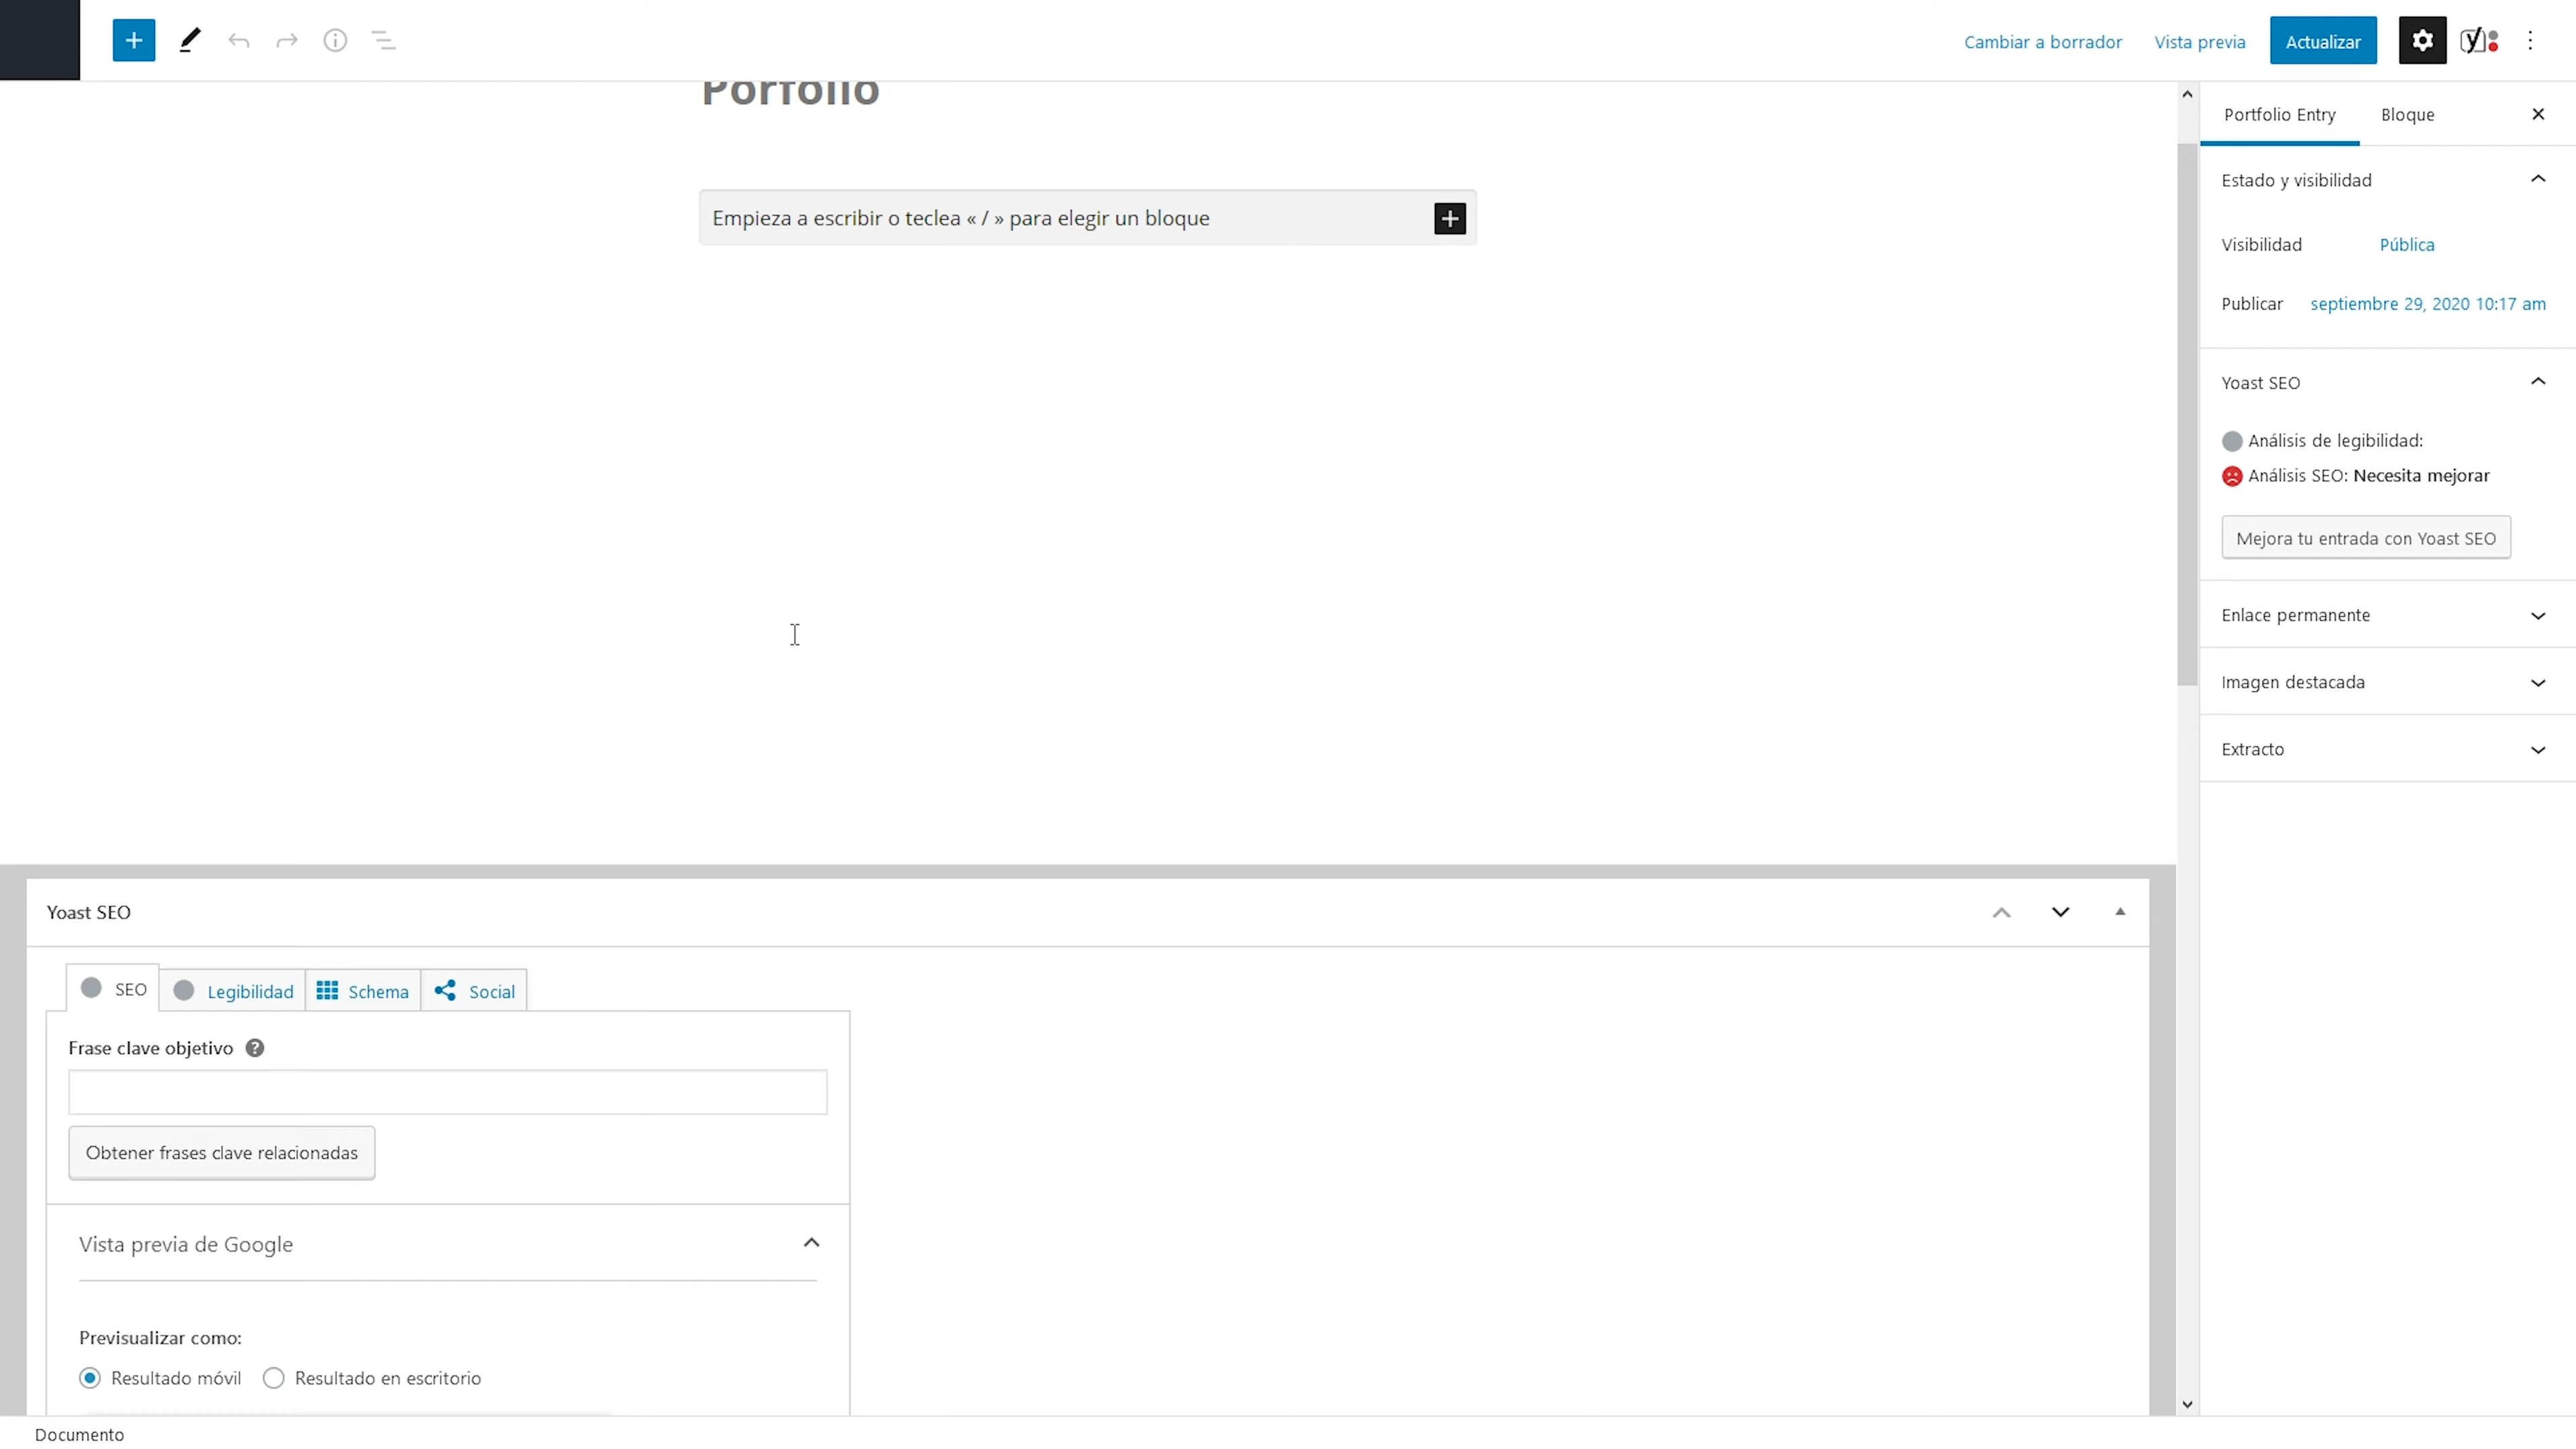 Cambiar a borrador
Vista previa
Actualizar
Porfolio
Empieza a escribir o teclea « / » para elegir un bloque
Portfolio Entry
Bloque
Estado y visibilidad
Visibilidad Pública
Publicar septiembre 29, 2020 10:17 am
Yoast SEO
Análisis de legibilidad:
Análisis SEO: Necesita mejorar
Mejora tu entrada con Yoast SEO
Enlace permanente
Imagen destacada
Extracto
Yoast SEO
SEO
Legibilidad
Schema
Social
Frase clave objetivo
Obtener frases clave relacionadas
Vista previa de Google
Previsualizar como:
Resultado móvil
Resultado en escritorio
Documento